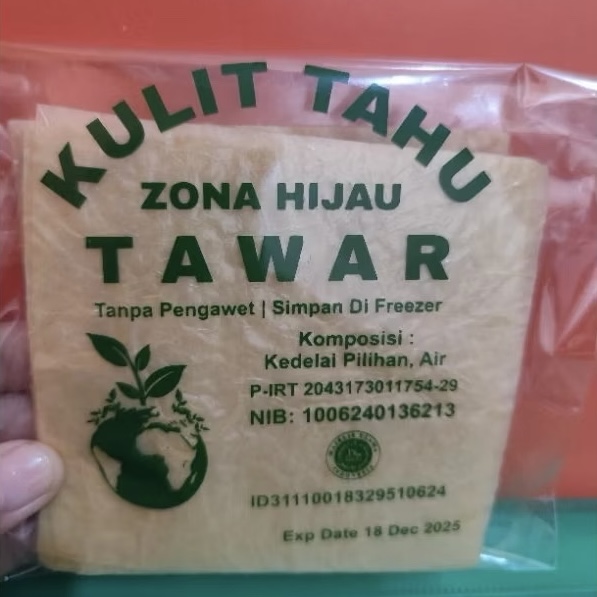 KULIT TAHU
ZONA HIJAU
TAWAR
Tanpa Pengawet | Simpan Di Freezer
Komposisi :
Kedelai Pilihan, Air
P-IRT 2043173011754-29
NIB: 1006240136213
ID31110018329510624
Exp Date 18 Dec 2025